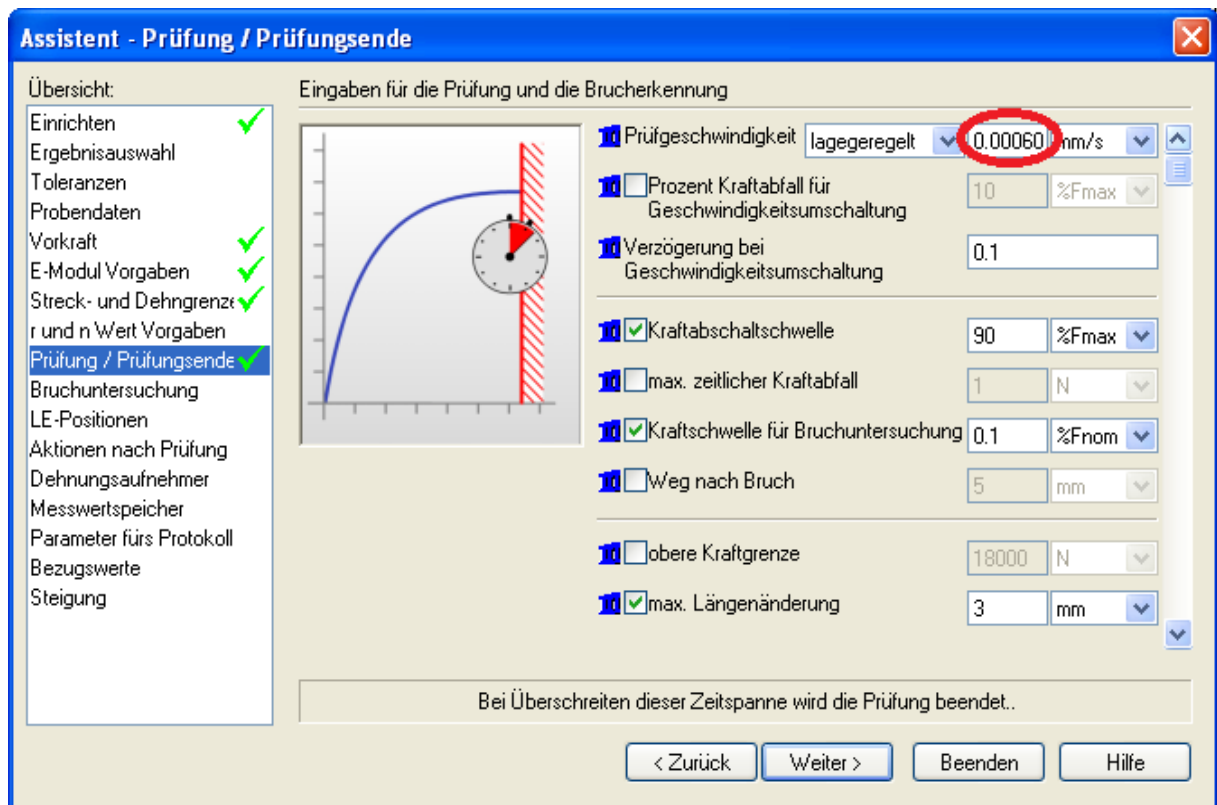 Assistent - Prüfung / Prüfungsende
Übersicht:
Einrichten
Ergebnisauswahl
Toleranzen
Probendaten
Vorkraft
E-Modul Vorgaben
Streck- und Dehngrenze
r und n Wert Vorgaben
Prüfung / Prüfungsende
Bruchuntersuchung
LE-Positionen
Aktionen nach Prüfung
Dehnungsaufnehmer
Messwertspeicher
Parameter fürs Protokoll
Bezugswerte
Steigung
Eingaben für die Prüfung und die Brucherkennung
Prüfgeschwindigkeit lagegeregelt 0.00060 mm/s
Prozent Kraftabfall für 10 %Fmax
Geschwindigkeitsumschaltung
Verzögerung bei 0.1
Geschwindigkeitsumschaltung
Kraftabschaltschwelle 90 %Fmax
max. zeitlicher Kraftabfall 1 N
Kraftschwelle für Bruchuntersuchung 0.1 %Fnom
Weg nach Bruch 5 mm
obere Kraftgrenze 18000 N
max. Längenänderung 3 mm
Bei Überschreiten dieser Zeitspanne wird die Prüfung beendet..
< Zurück Weiter > Beenden Hilfe